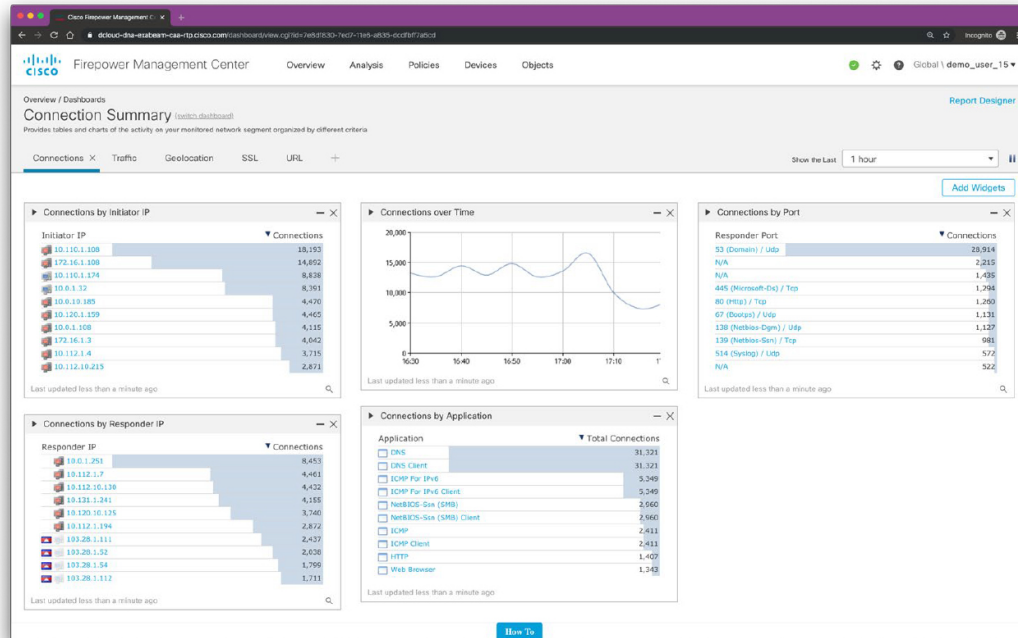 Cisco Firepower Management Ce
dcloud-dna-esabeam-caa-rtp.cisco.com/dashboard/view.cgi?id=7e8d1830-7ed7-11e5-a835-dccfbff7a6cd
Incognito
CISCO
Firepower Management Center
Overview
Analysis
Policies
Devices
Objects
Global \ demo_user_15
Overview / Dashboards
Connection Summary (switch dashboard)
Provides tables and charts of the activity on your monitored network segment organized by different criteria
Report Designer
Connections
Traffic
Geolocation
SSL
URL
Show the Last
1 hour
Add Widgets
Connections by Initiator IP
Initiator IP Connections
10.110.1.108 18,193
172.16.1.108 14,892
10.110.1.174 8,838
10.0.1.32 8,391
10.0.10.185 4,470
10.120.1.159 4,465
10.0.1.108 4,115
172.16.1.3 4,042
10.112.1.4 3,715
10.112.10.215 2,871
Last updated less than a minute ago
Connections over Time
20,000
15,000
10,000
5,000
0
16:30 16:40 16:50 17:00 17:10 1
Last updated less than a minute ago
Connections by Port
Responder Port Connections
53 (Domain) / Udp 28,914
N/A 2,215
N/A 1,435
445 (Microsoft-Ds) / Tcp 1,294
80 (Http) / Tcp 1,260
67 (Bootps) / Udp 1,131
138 (Netbios-Dgm) / Udp 1,127
139 (Netbios-Ssn) / Tcp 981
514 (Syslog) / Udp 572
N/A 522
Last updated less than a minute ago
Connections by Responder IP
Responder IP Connections
10.0.1.251 8,453
10.112.1.7 4,461
10.112.10.130 4,432
10.131.1.241 4,155
10.120.10.125 3,740
10.112.1.194 2,872
103.28.1.111 2,437
103.28.1.52 2,038
103.28.1.54 1,799
103.28.1.112 1,711
Last updated less than a minute ago
Connections by Application
Application Total Connections
DNS 31,321
DNS Client 31,321
ICMP For IPv6 5,349
ICMP For IPv6 Client 5,349
NetBIOS-Ssn (SMB) 2,960
NetBIOS-Ssn (SMB) Client 2,960
ICMP 2,411
ICMP Client 2,411
HTTP 1,407
Web Browser 1,343
Last updated less than a minute ago
How To